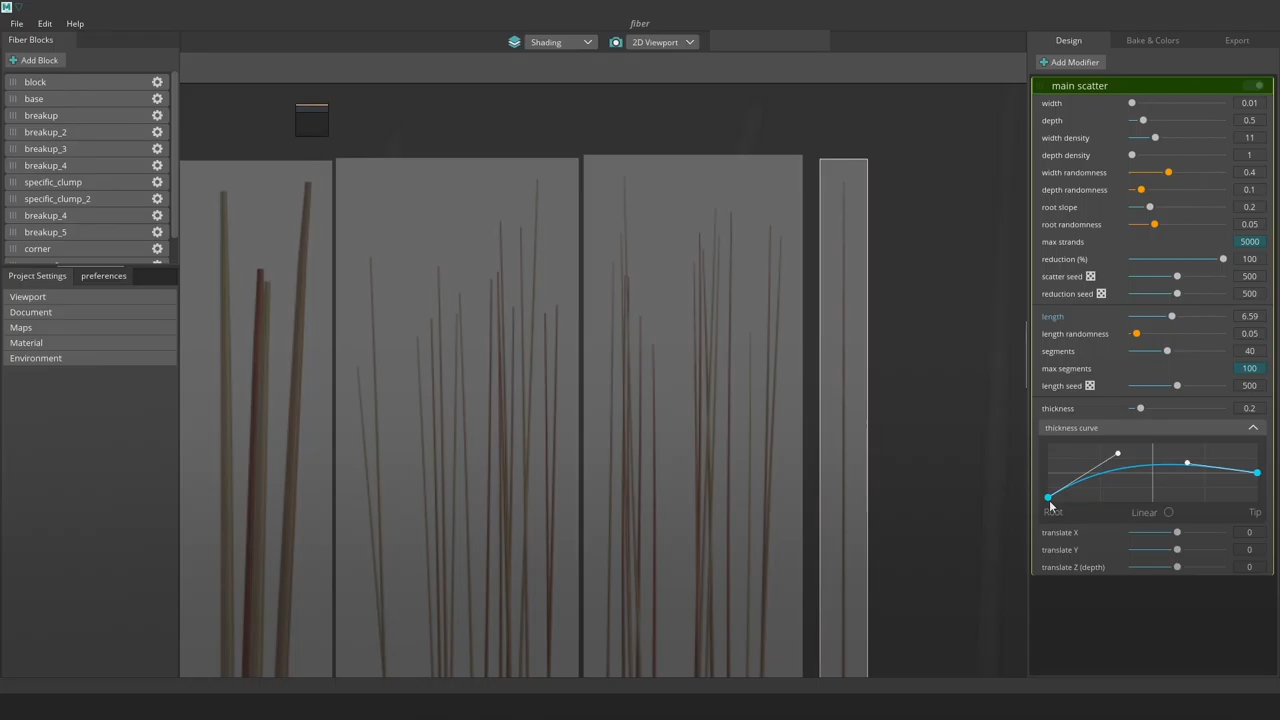 M
File Edit Help
fiber
Fiber Blocks
Shading
2D Viewport
Design
Bake & Colors
Export
Add Block
Add Modifier
block
base
breakup
breakup_2
breakup_3
breakup_4
specific_clump
specific_clump_2
breakup_4
breakup_5
corner
Project Settings
preferences
Viewport
Document
Maps
Material
Environment
main scatter
width 0.01
depth 0.5
width density 11
depth density 1
width randomness 0.4
depth randomness 0.1
root slope 0.2
root randomness 0.05
max strands 5000
reduction (%) 100
scatter seed 500
reduction seed 500
length 6.59
length randomness 0.05
segments 40
max segments 100
length seed 500
thickness 0.2
thickness curve
Root Linear Tip
translate X 0
translate Y 0
translate Z (depth) 0